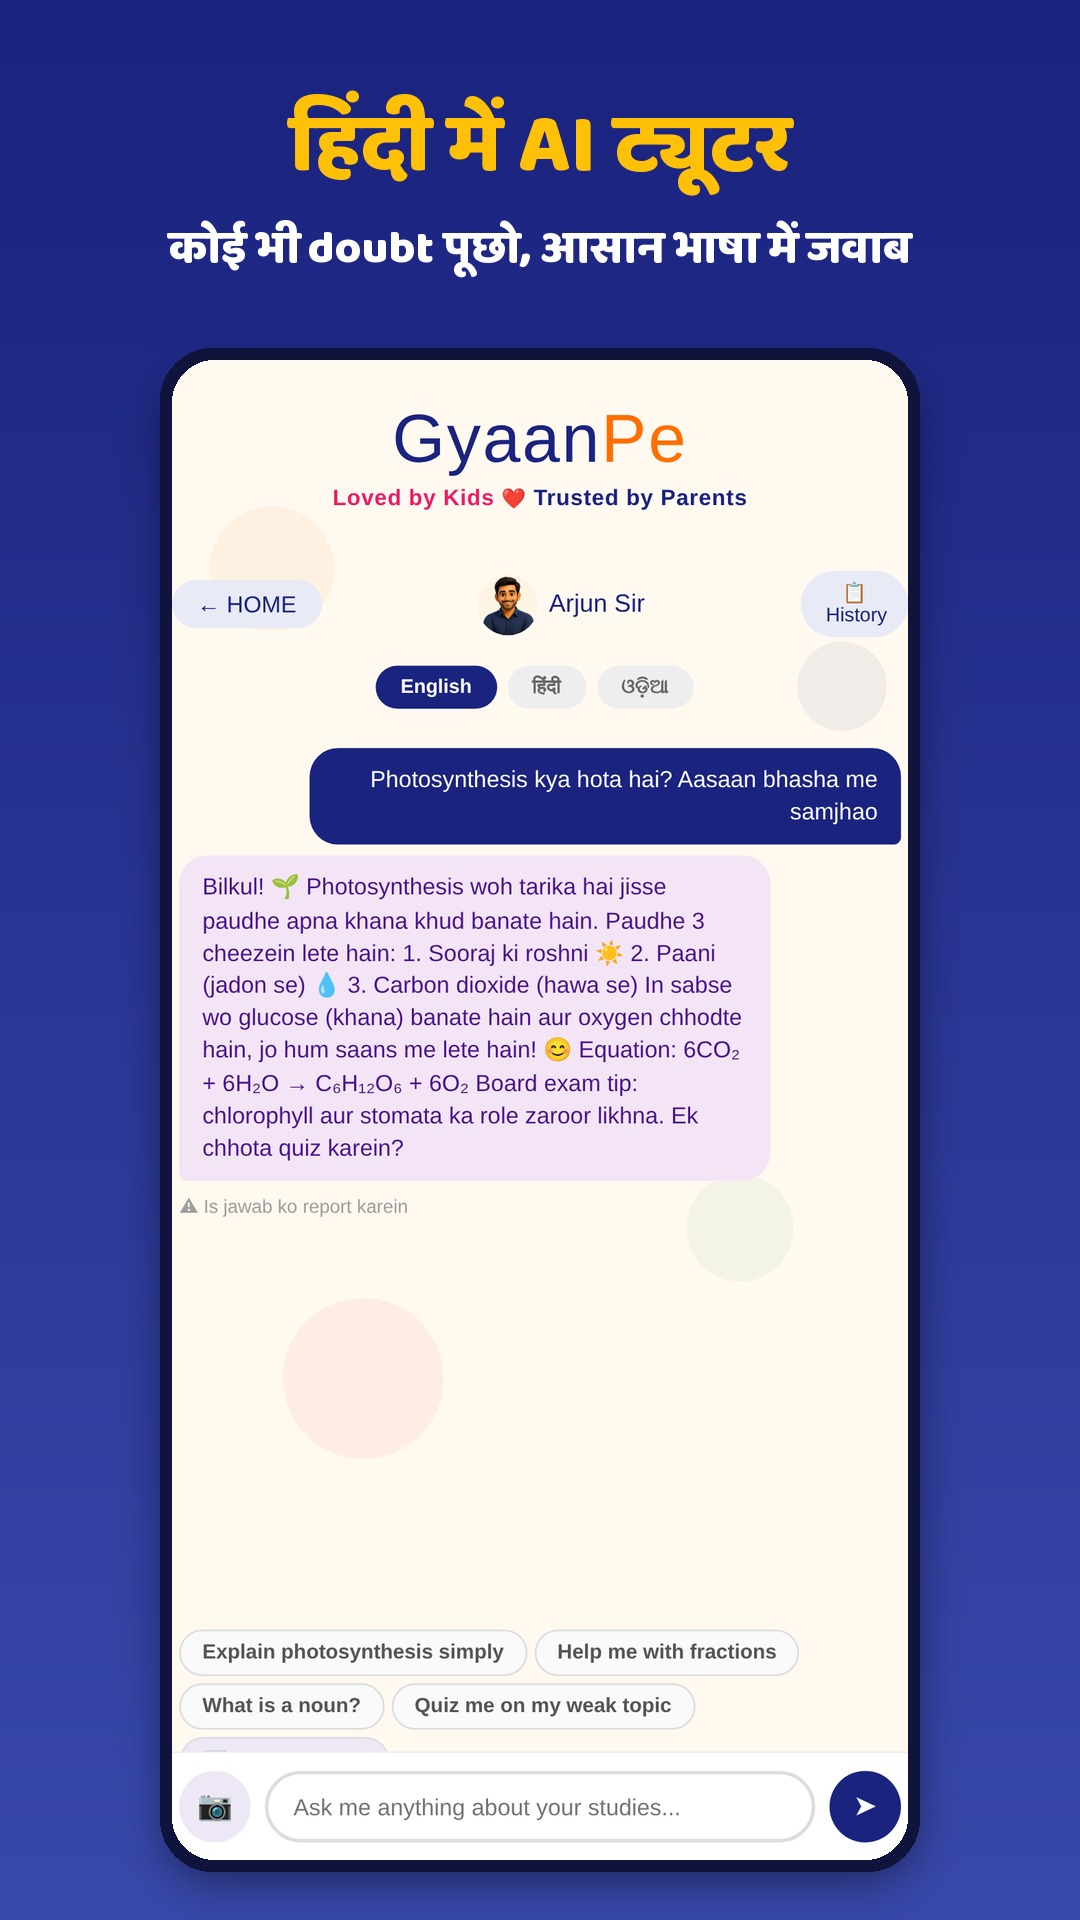 हिंदी में AI ट्यूटर
कोई भी doubt पूछो, आसान भाषा में जवाब
GyaanPe
Loved by Kids ❤️ Trusted by Parents
← HOME
Arjun Sir
📋
History
English
हिंदी
ଓଡ଼ିଆ
Photosynthesis kya hota hai? Aasaan bhasha me
samjhao
Bilkul! 🌱 Photosynthesis woh tarika hai jisse
paudhe apna khana khud banate hain. Paudhe 3
cheezein lete hain: 1. Sooraj ki roshni ☀️ 2. Paani
(jadon se) 💧 3. Carbon dioxide (hawa se) In sabse
wo glucose (khana) banate hain aur oxygen chhodte
hain, jo hum saans me lete hain! 😊 Equation: 6CO₂
+ 6H₂O → C₆H₁₂O₆ + 6O₂ Board exam tip:
chlorophyll aur stomata ka role zaroor likhna. Ek
chhota quiz karein?
⚠ Is jawab ko report karein
Explain photosynthesis simply
Help me with fractions
What is a noun?
Quiz me on my weak topic
Ask me anything about your studies...